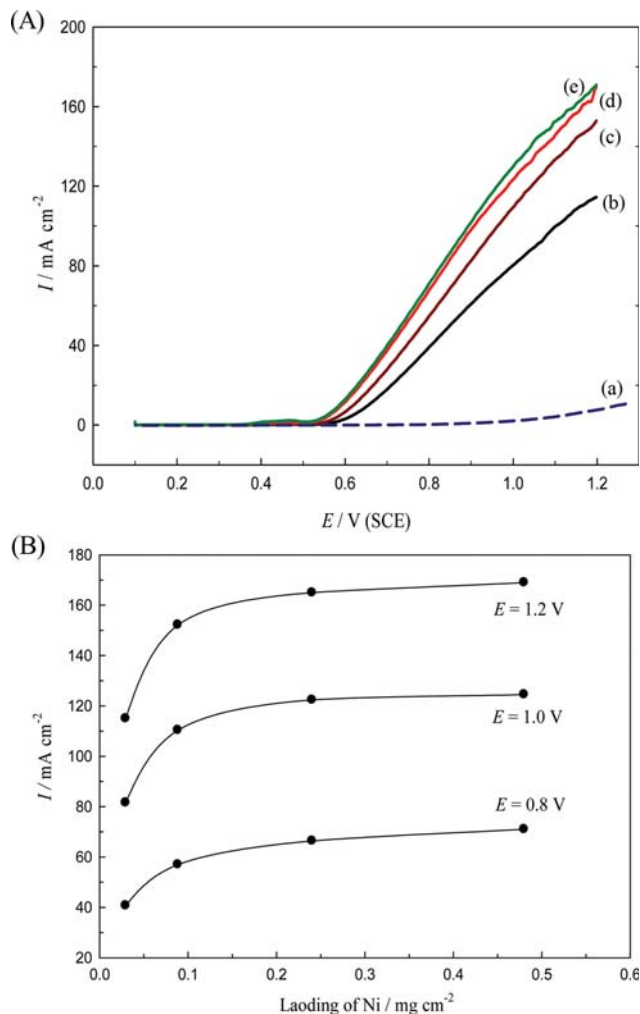 (A)
200
160
120
80
40
0
I / mA cm⁻²
(e)
(d)
(c)
(b)
(a)
0.0 0.2 0.4 0.6 0.8 1.0 1.2
E / V (SCE)
(B)
180
160
140
120
100
80
60
40
20
I / mA cm⁻²
E = 1.2 V
E = 1.0 V
E = 0.8 V
0.0 0.1 0.2 0.3 0.4 0.5 0.6
Laoding of Ni / mg cm⁻²